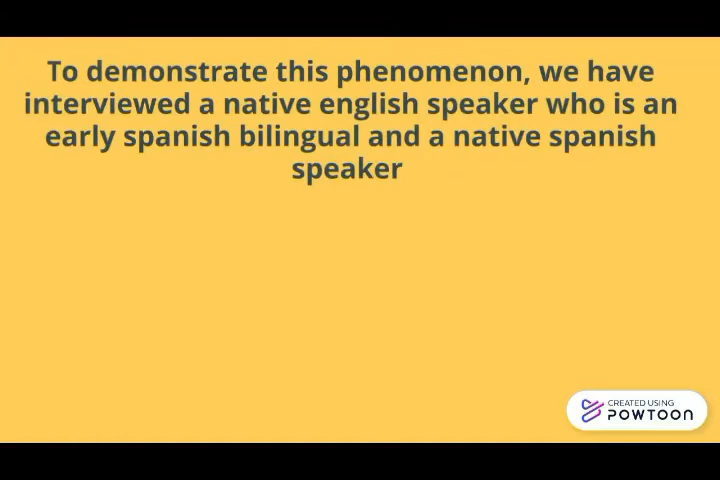 To demonstrate this phenomenon, we have
interviewed a native english speaker who is an
early spanish bilingual and a native spanish
speaker
CREATED USING
POWTOON